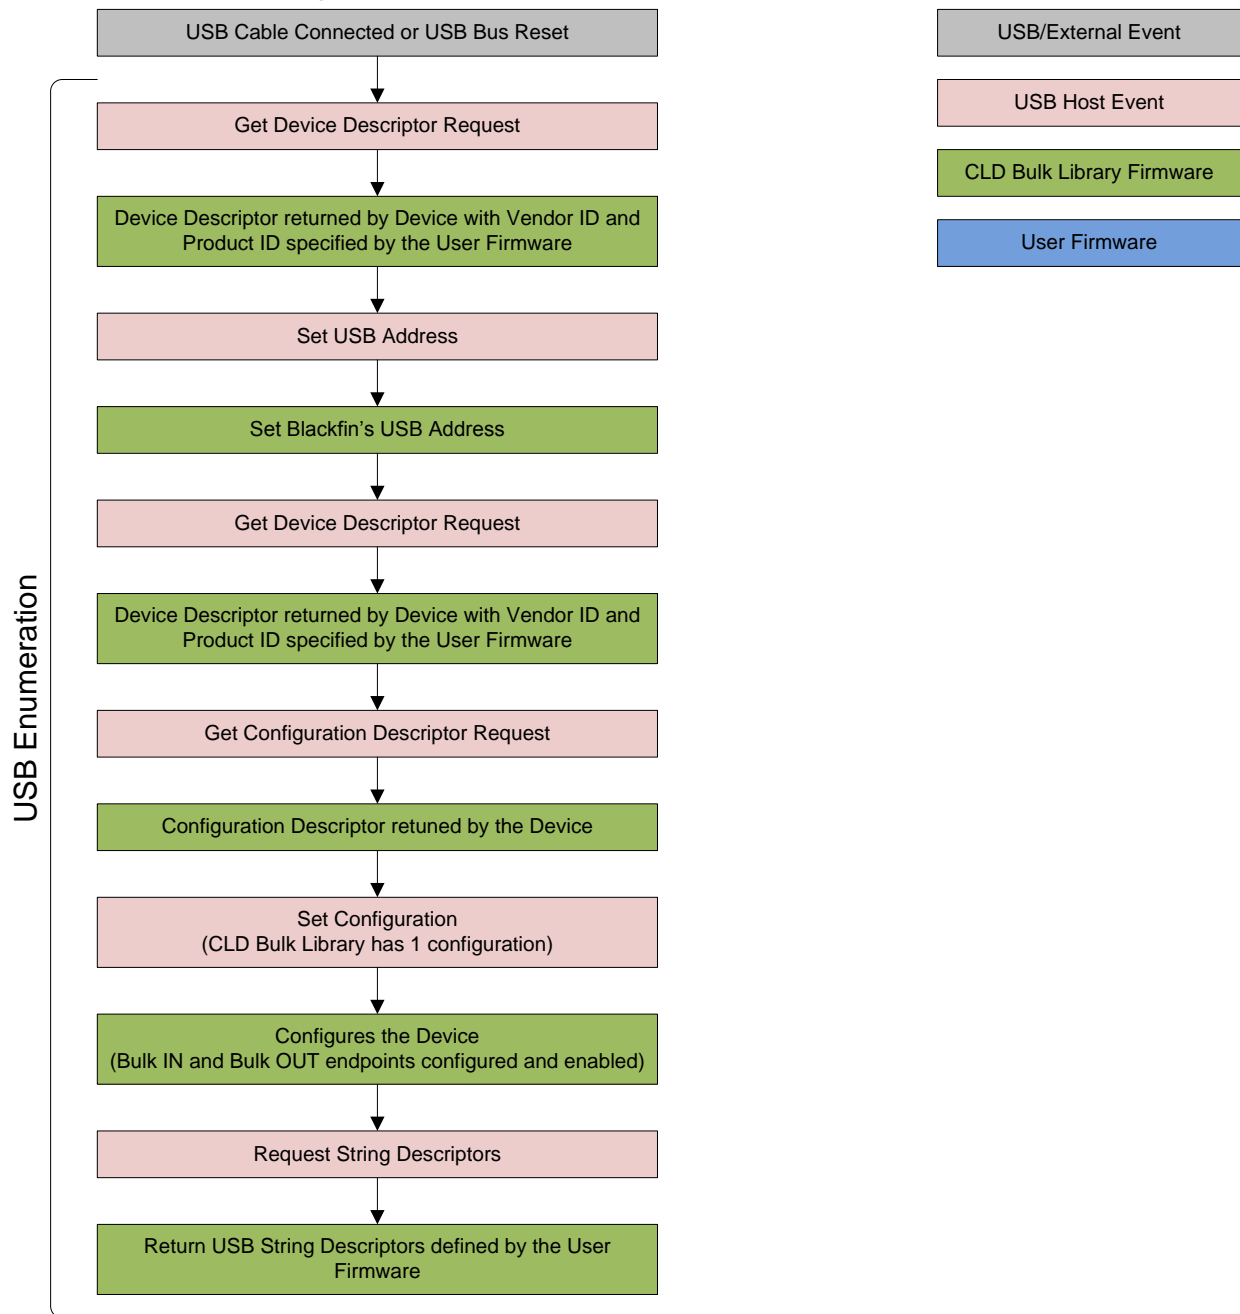 USB Cable Connected or USB Bus Reset
Get Device Descriptor Request
Device Descriptor returned by Device with Vendor ID and
Product ID specified by the User Firmware
Set USB Address
Set Blackfin's USB Address
Get Device Descriptor Request
Device Descriptor returned by Device with Vendor ID and
Product ID specified by the User Firmware
Get Configuration Descriptor Request
Configuration Descriptor retuned by the Device
Set Configuration
(CLD Bulk Library has 1 configuration)
Configures the Device
(Bulk IN and Bulk OUT endpoints configured and enabled)
Request String Descriptors
Return USB String Descriptors defined by the User
Firmware
USB Enumeration
USB/External Event
USB Host Event
CLD Bulk Library Firmware
User Firmware